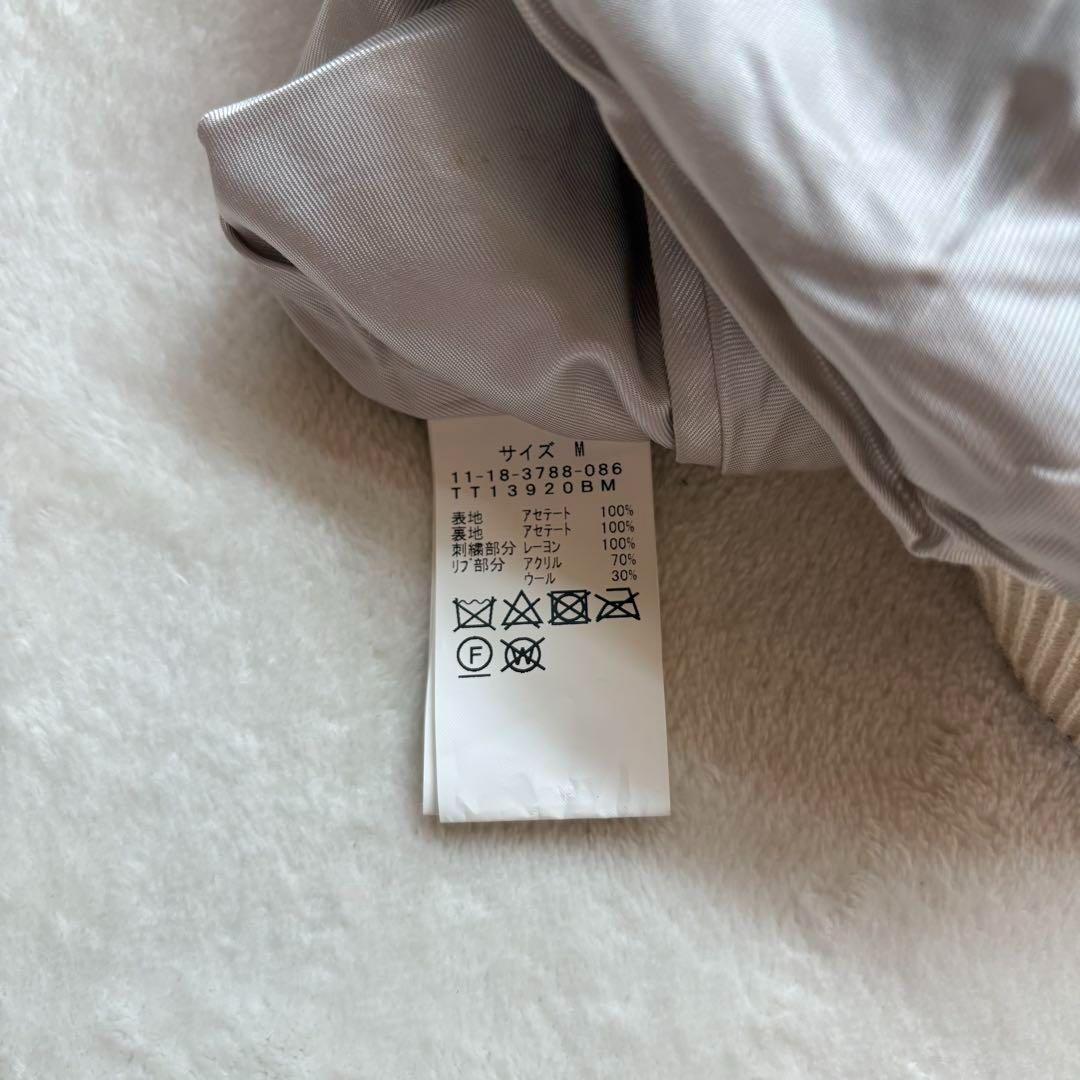 サイズ M
11-18-3788-086
TT13920BM
表地 アセテート 100%
裏地 アセテート 100%
刺繍部分 レーヨン 100%
リブ部分 アクリル 70%
ウール 30%
F W